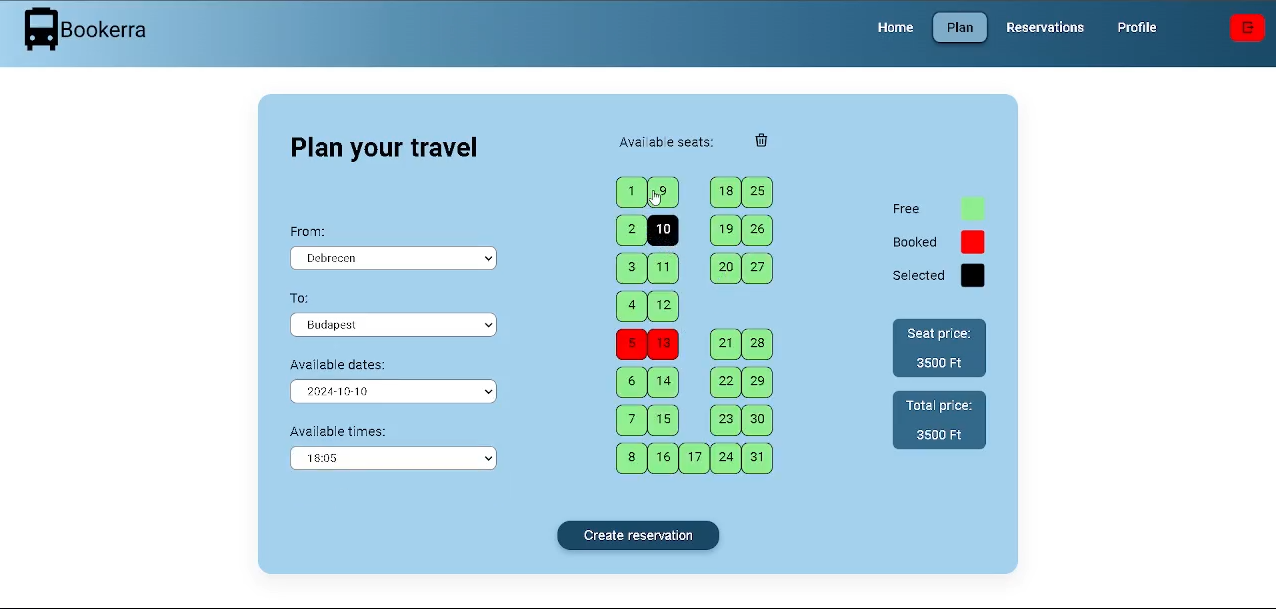 Bookerra
Home Plan Reservations Profile
Plan your travel
Available seats:
From:
Debrecen
To:
Budapest
Available dates:
2024-10-10
Available times:
16:05
1 9 18 25
2 10 19 26
3 11 20 27
4 12
5 13 21 28
6 14 22 29
7 15 23 30
8 16 17 24 31
Free
Booked
Selected
Seat price:
3500 Ft
Total price:
3500 Ft
Create reservation